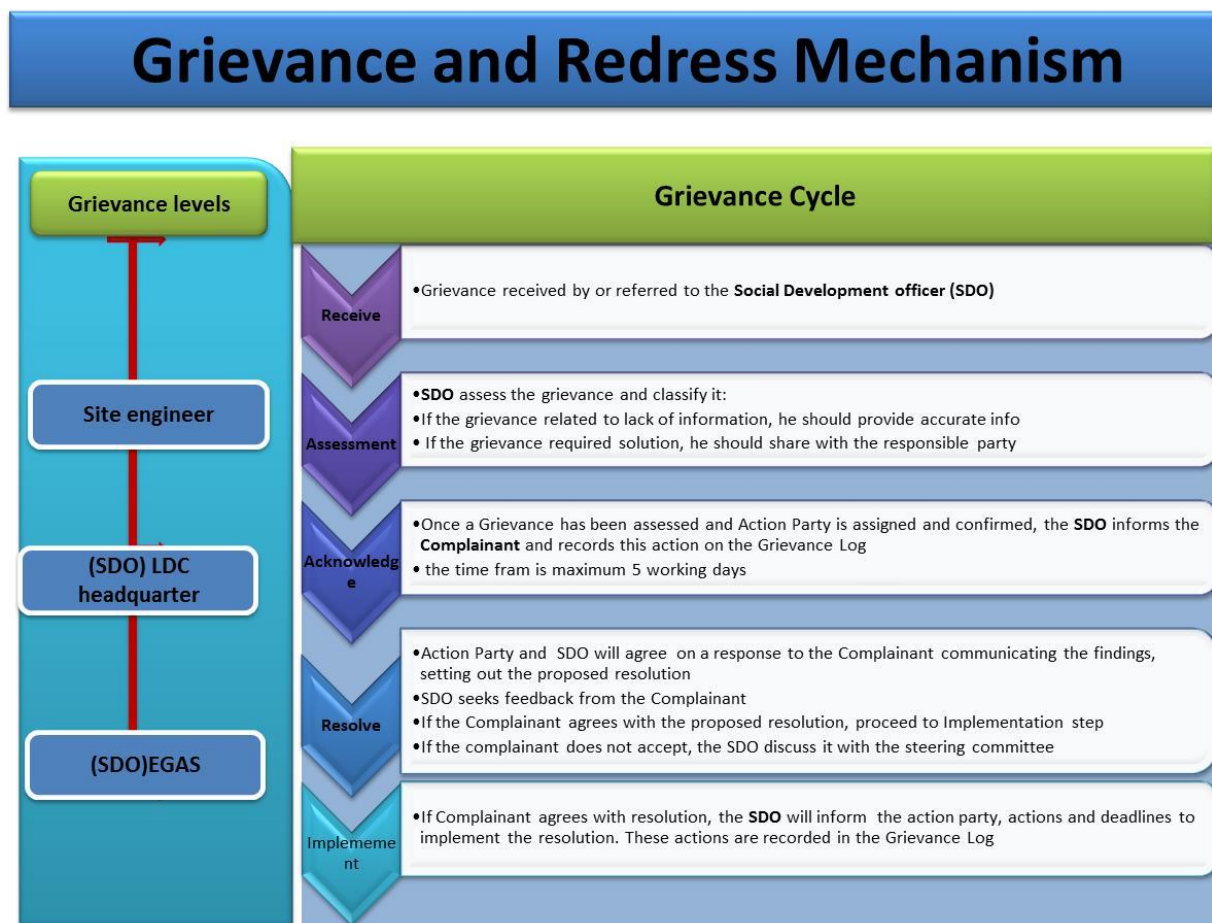 Grievance and Redress Mechanism
Grievance levels
Site engineer
(SDO) LDC
headquarter
(SDO)EGAS
Grievance Cycle
Receive
•Grievance received by or referred to the Social Development officer (SDO)
Assessment
•SDO assess the grievance and classify it:
•If the grievance related to lack of information, he should provide accurate info
• If the grievance required solution, he should share with the responsible party
Acknowledg
e
•Once a Grievance has been assessed and Action Party is assigned and confirmed, the SDO informs the
Complainant and records this action on the Grievance Log
• the time fram is maximum 5 working days
Resolve
•Action Party and SDO will agree on a response to the Complainant communicating the findings,
setting out the proposed resolution
•SDO seeks feedback from the Complainant
•If the Complainant agrees with the proposed resolution, proceed to Implementation step
•If the complainant does not accept, the SDO discuss it with the steering committee
Implememe
nt
•If Complainant agrees with resolution, the SDO will inform the action party, actions and deadlines to
implement the resolution. These actions are recorded in the Grievance Log